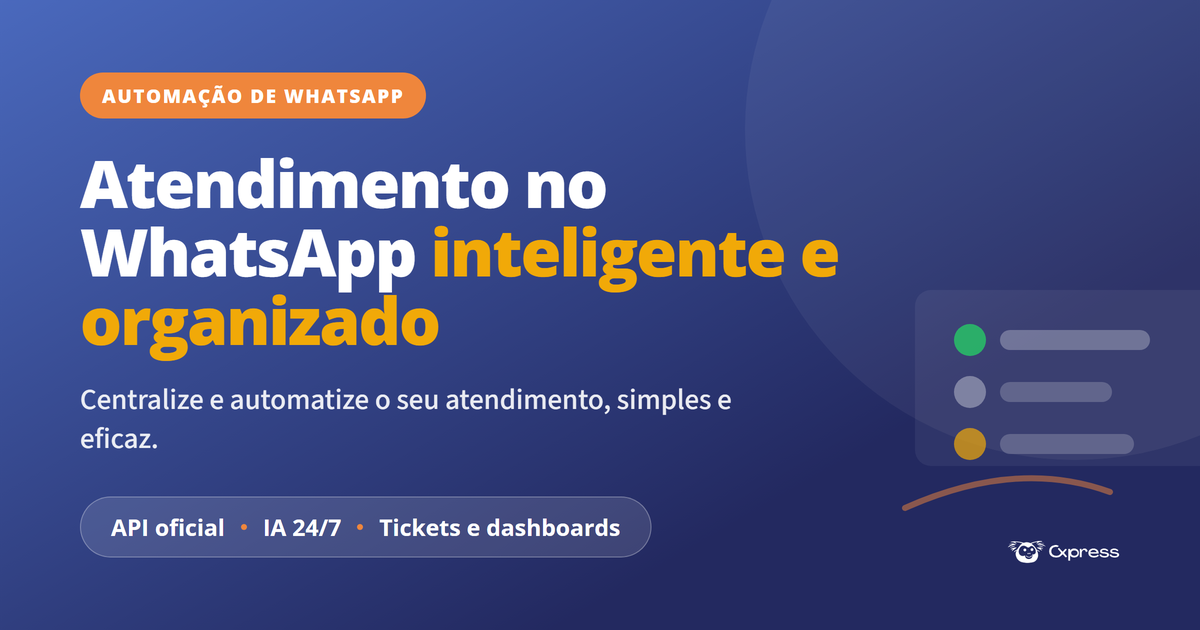 AUTOMAÇÃO DE WHATSAPP
Atendimento no
WhatsApp inteligente e
organizado
Centralize e automatize o seu atendimento, simples e
eficaz.
API oficial • IA 24/7 • Tickets e dashboards
Cxpress